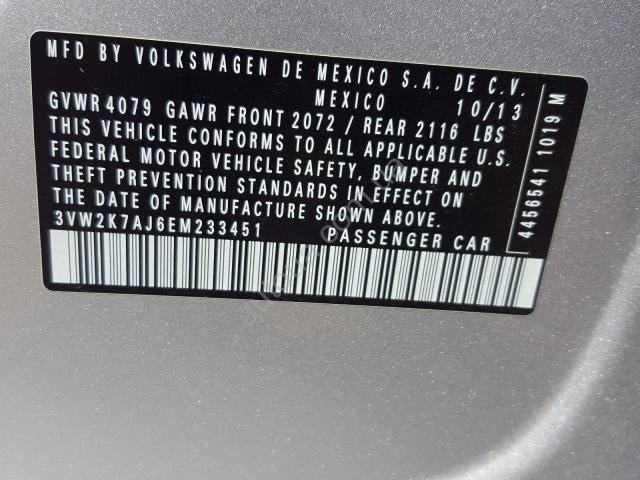 MFD BY VOLKSWAGEN DE MEXICO S.A. DE C.V.
MEXICO 10/13
GVWR4079 GAWR FRONT 2072 / REAR 2116 LBS
THIS VEHICLE CONFORMS TO ALL APPLICABLE U.S.
FEDERAL MOTOR VEHICLE SAFETY, BUMPER AND
THEFT PREVENTION STANDARDS IN EFFECT ON
THE DATE OF MANUFACTURE SHOWN ABOVE.
3VW2K7AJ6EM233451 PASSENGER CAR
4456541 1019 M